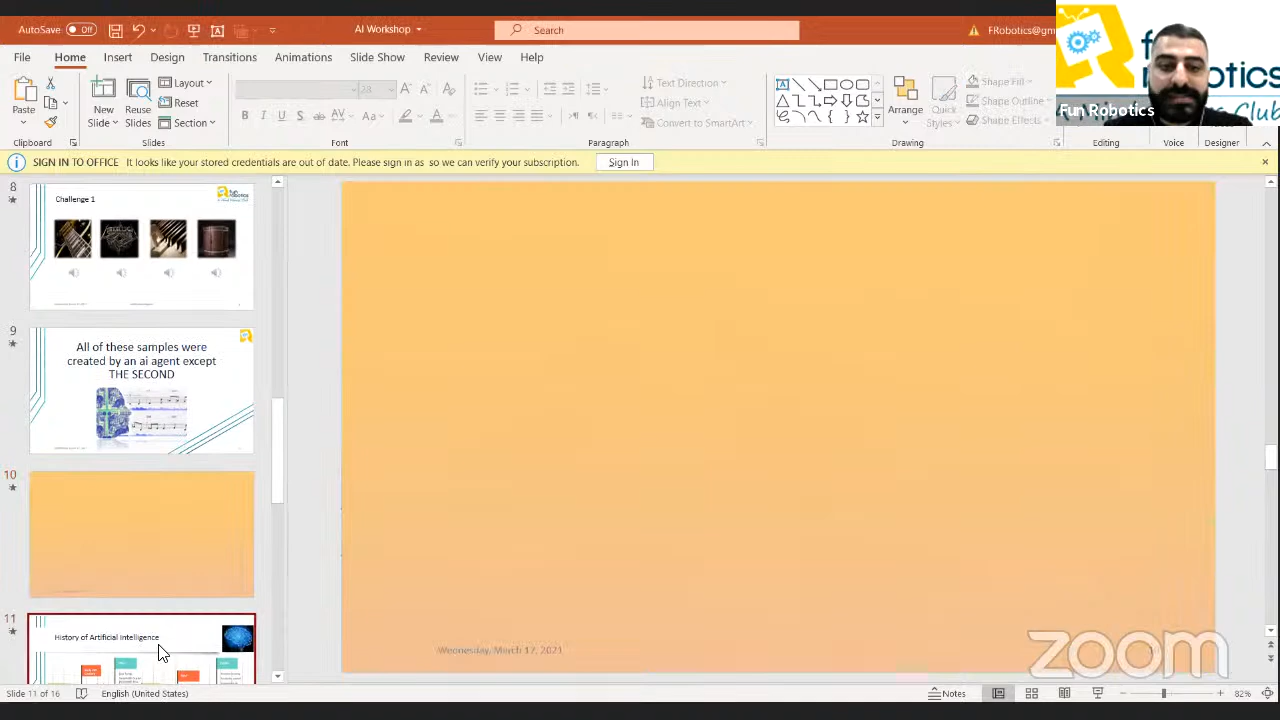 AutoSave Off AI Workshop Search FRobotics@gm
File Home Insert Design Transitions Animations Slide Show Review View Help
Paste
New
Slide
Reuse
Slides
Layout
Reset
Section
B I U S ab AV Aa A
Text Direction
Align Text
Convert to SmartArt
Arrange
Quick
Styles
Shape Fill
Shape Outline
Shape Effects
Clipboard Slides Font Paragraph Drawing Editing Voice Designer
robotics
Club
Fun Robotics
SIGN IN TO OFFICE It looks like your stored credentials are out of date. Please sign in as so we can verify your subscription. Sign In
8
Challenge 1
9
All of these samples were
created by an ai agent except
THE SECOND
10
11
History of Artificial Intelligence
Wednesday, March 17, 2021
zoom
Slide 11 of 16 English (United States) Notes 82%